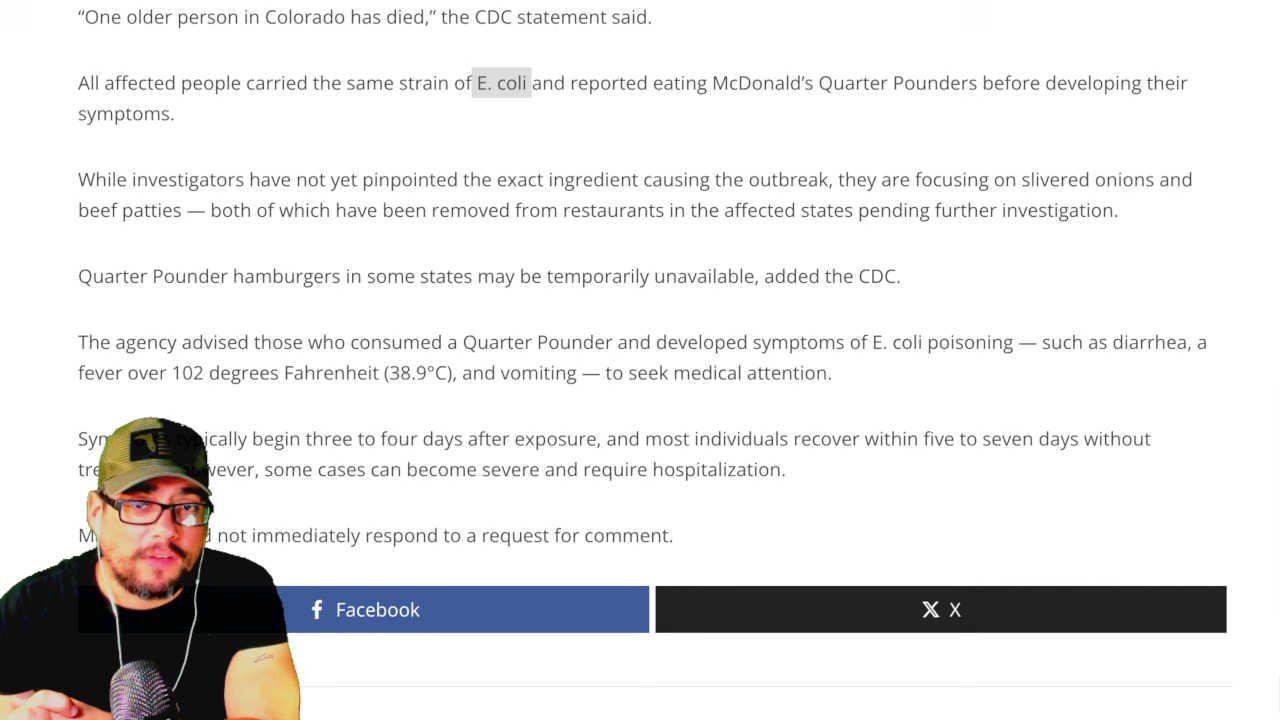 “One older person in Colorado has died,” the CDC statement said.
All affected people carried the same strain of E. coli and reported eating McDonald’s Quarter Pounders before developing their
symptoms.
While investigators have not yet pinpointed the exact ingredient causing the outbreak, they are focusing on slivered onions and
beef patties — both of which have been removed from restaurants in the affected states pending further investigation.
Quarter Pounder hamburgers in some states may be temporarily unavailable, added the CDC.
The agency advised those who consumed a Quarter Pounder and developed symptoms of E. coli poisoning — such as diarrhea, a
fever over 102 degrees Fahrenheit (38.9°C), and vomiting — to seek medical attention.
typically begin three to four days after exposure, and most individuals recover within five to seven days without
some cases can become severe and require hospitalization.
not immediately respond to a request for comment.
Facebook
X